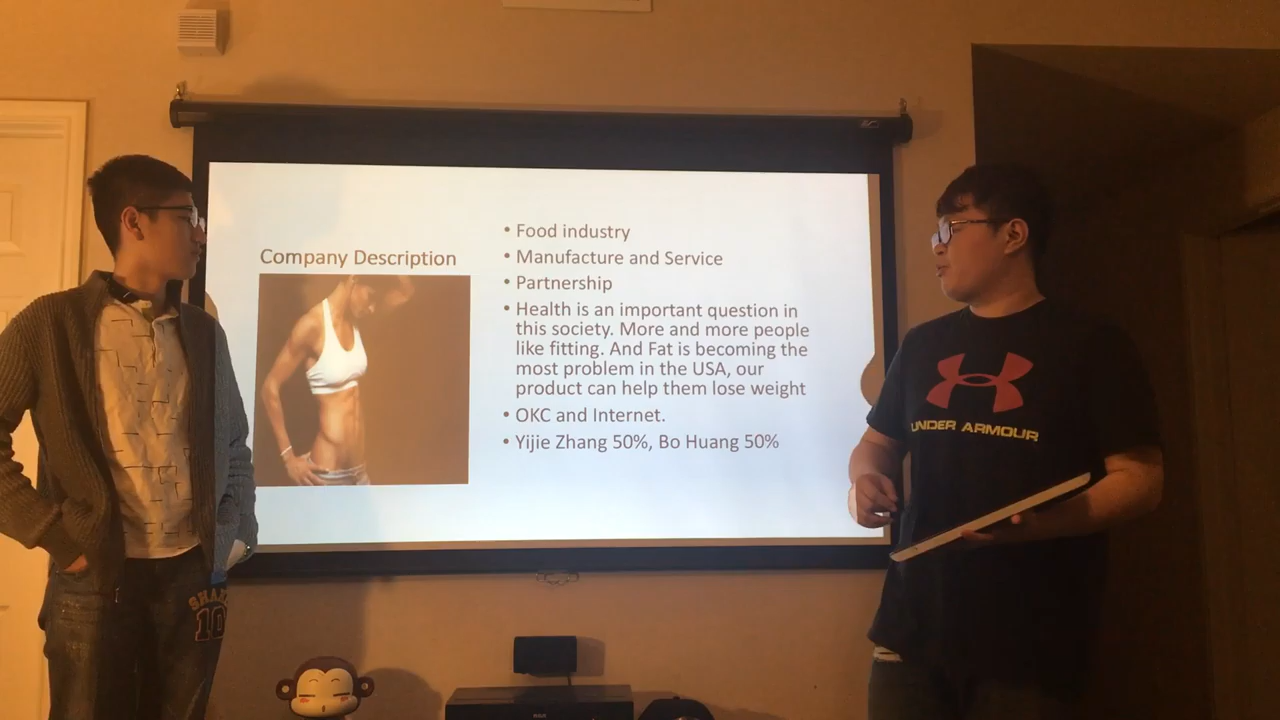 Company Description
• Food industry
• Manufacture and Service
• Partnership
• Health is an important question in
this society. More and more people
like fitting. And Fat is becoming the
most problem in the USA, our
product can help them lose weight
• OKC and Internet.
• Yijie Zhang 50%, Bo Huang 50%
UNDER ARMOUR
10